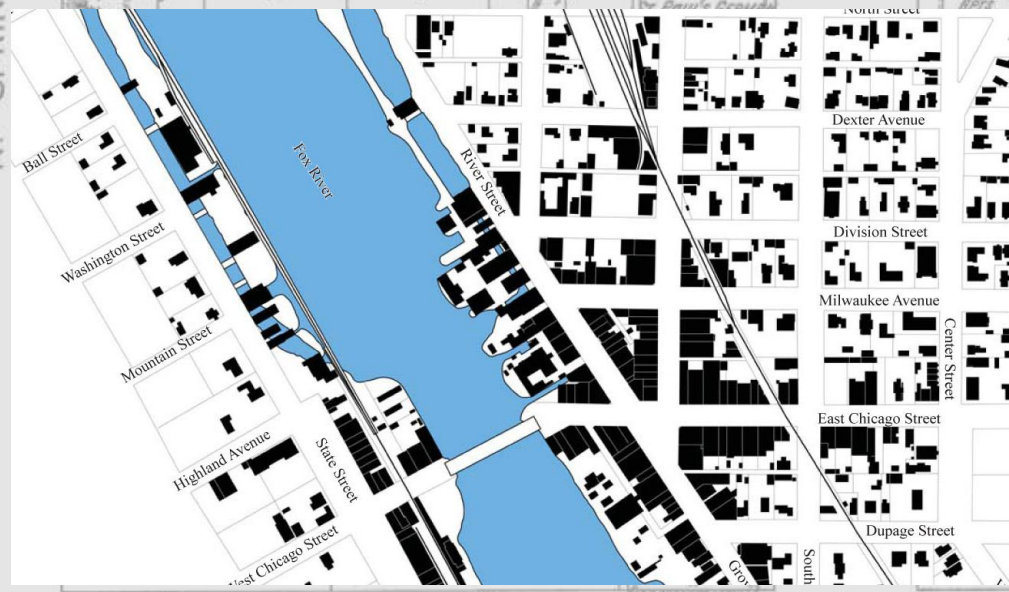 North Street
Dexter Avenue
Ball Street
Fox River
River Street
Washington Street
Division Street
Milwaukee Avenue
Mountain Street
Center Street
East Chicago Street
Highland Avenue
State Street
West Chicago Street
Dupage Street
South
Grov